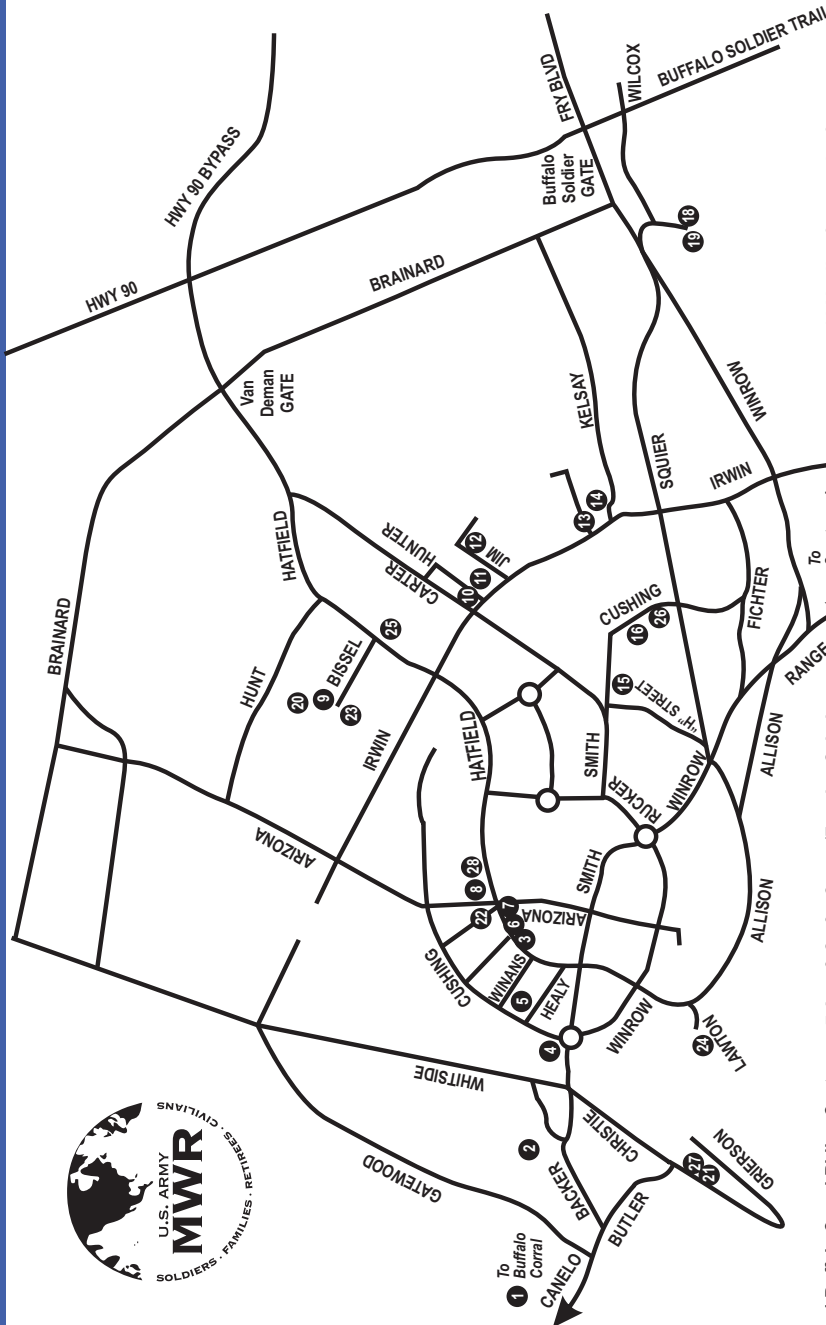 HWY 90 BYPASS
FRY BLVD
WILCOX
BUFFALO SOLDIER TRAIL
HWY 90
Buffalo
Soldier
GATE
BRAINARD
18
19
Van
Deman
GATE
BRAINARD
HATFIELD
KELSAY
SQUIER
WINROW
IRWIN
HUNTER
CARTER
JIM
12
11
10
13
14
HUNT
BISSEL
20
9
23
25
IRWIN
CUSHING
16
26
15
"H" STREET
FICHTER
To
RANGE
ALLISON
HATFIELD
SMITH
RUCKER
WINROW
ARIZONA
8
28
22
7
6
3
ARIZONA
SMITH
ALLISON
CUSHING
WINANS
5
HEALY
4
WINROW
LAWTON
24
WHITSIDE
GATEWOOD
2
BACKER
CHRISTIE
BUTLER
27
21
GRIERSON
1
To
Buffalo
Corral
CANELO
U.S. ARMY
MWR
SOLDIERS · FAMILIES · RETIREES · CIVILIANS